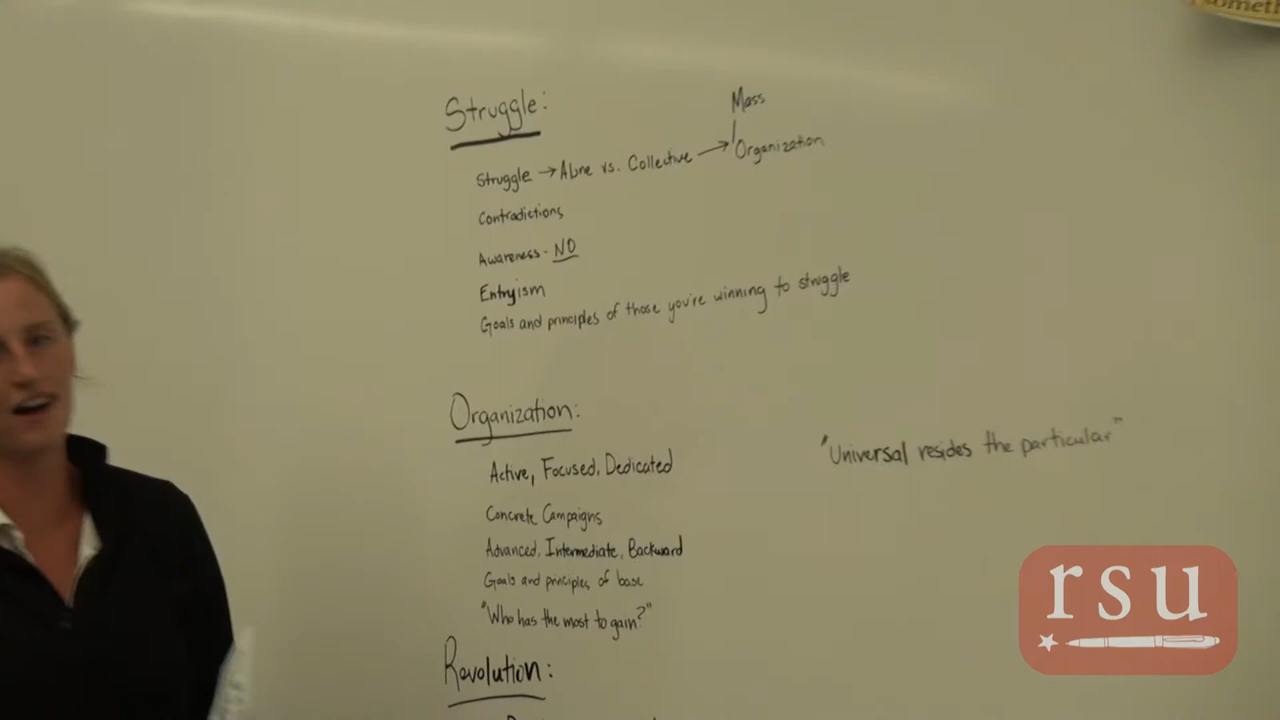 Struggle:
Mass
Struggle → Alone vs. Collective → Organization
Contradictions
Awareness - NO
Entryism
Goals and principles of those you're winning to struggle
Organization:
Active, Focused, Dedicated
"Universal resides the particular"
Concrete Campaigns
Advanced, Intermediate, Backward
Goals and principles of base
"Who has the most to gain?"
Revolution:
rsu